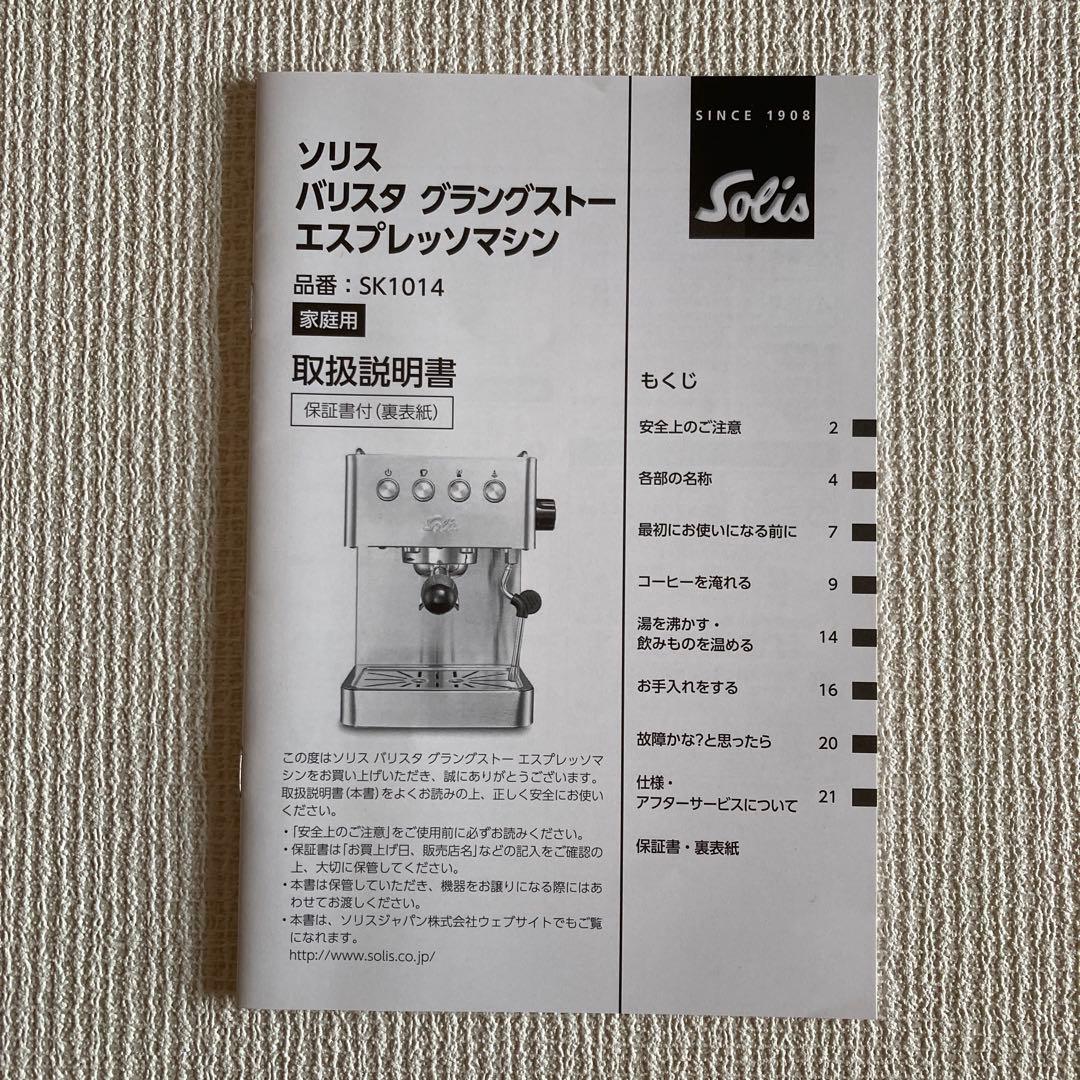 ソリス
バリスタ グラングストー
エスプレッソマシン
品番：SK1014
家庭用
取扱説明書
保証書付（裏表紙）
Solis
この度はソリス バリスタ グラングストー エスプレッソマ
シンをお買い上げいただき、誠にありがとうございます。
取扱説明書（本書）をよくお読みの上、正しく安全にお使い
ください。
・「安全上のご注意」をご使用前に必ずお読みください。
・保証書は「お買上げ日、販売店名」などの記入をご確認の
上、大切に保管してください。
・本書は保管していただき、機器をお譲りになる際にはあ
わせてお渡しください。
・本書は、ソリスジャパン株式会社ウェブサイトでもご覧
になれます。
http://www.solis.co.jp/
SINCE 1908
Solis
もくじ
安全上のご注意 2
各部の名称 4
最初にお使いになる前に 7
コーヒーを淹れる 9
湯を沸かす・
飲みものを温める 14
お手入れをする 16
故障かな?と思ったら 20
仕様・
アフターサービスについて 21
保証書・裏表紙